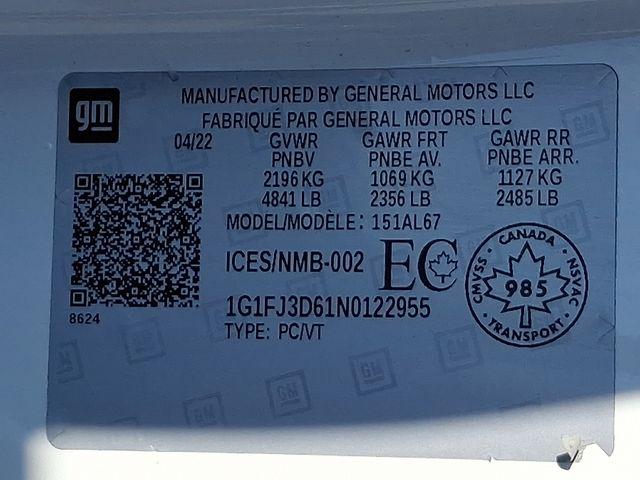 gm
MANUFACTURED BY GENERAL MOTORS LLC
FABRIQUÉ PAR GENERAL MOTORS LLC
04/22 GVWR GAWR FRT GAWR RR
PNBV PNBE AV. PNBE ARR.
2196 KG 1069 KG 1127 KG
4841 LB 2356 LB 2485 LB
MODEL/MODÈLE: 151AL67
ICES/NMB-002 EC
8624
1G1FJ3D61N0122955
TYPE: PC/VT
CANADA
CMVSS 985 NSVAC
TRANSPORT